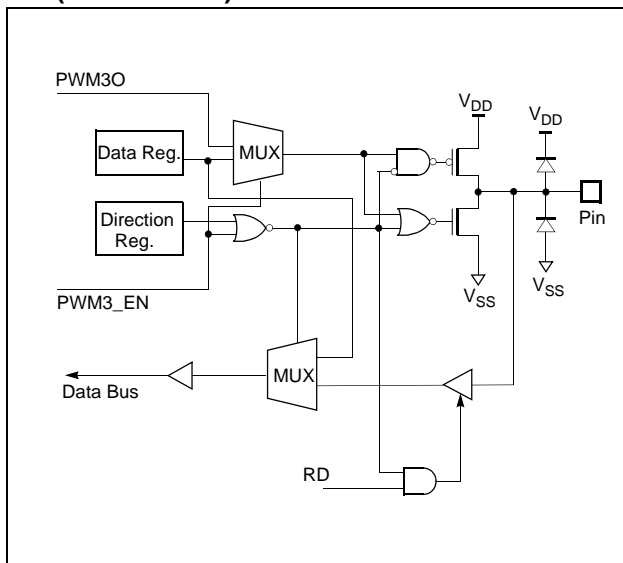 PWM3O
Data Reg.
MUX
Direction
Reg.
PWM3_EN
VDD
VDD
Pin
VSS
VSS
MUX
Data Bus
RD